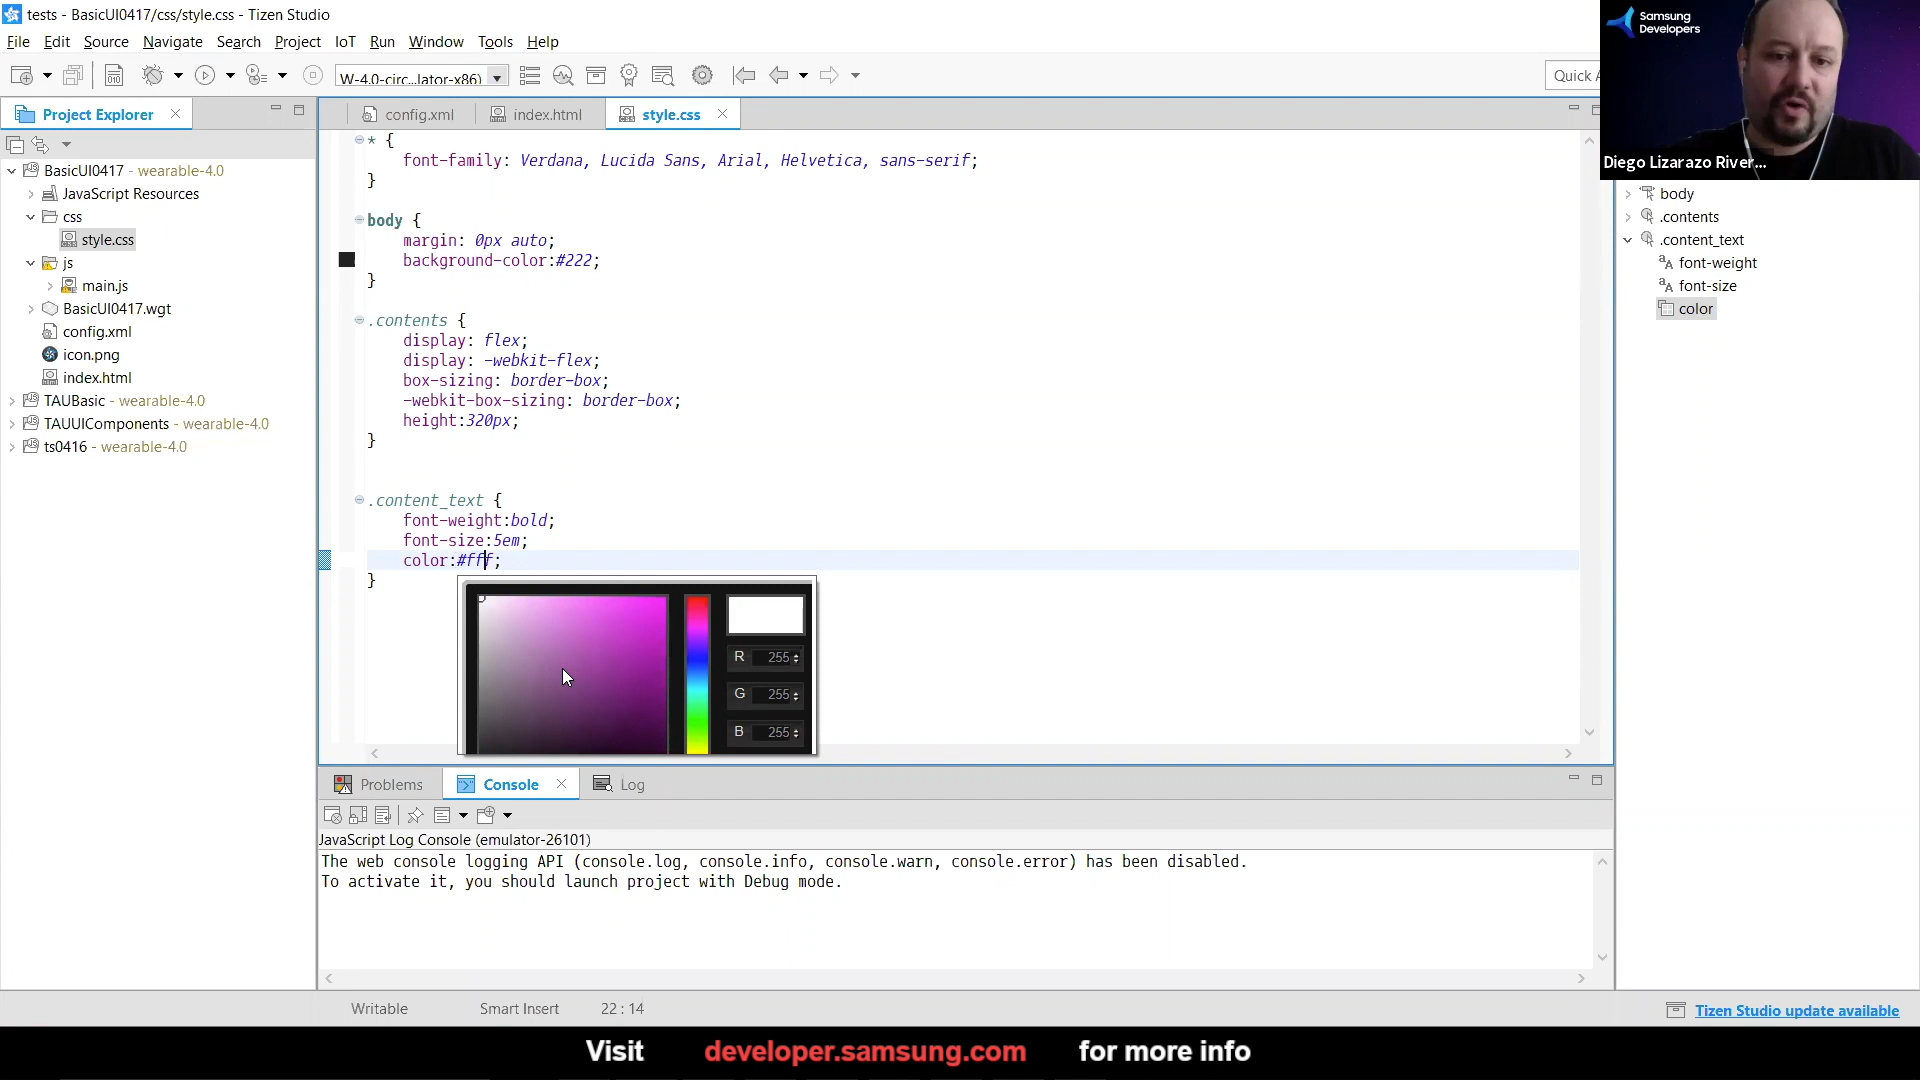 tests - BasicUI0417/css/style.css - Tizen Studio
File Edit Source Navigate Search Project IoT Run Window Tools Help
W-4.0-circ...lator-x86)
Quick A
Samsung
Developers
Diego Lizarazo River...
Project Explorer
BasicUI0417 - wearable-4.0
JavaScript Resources
css
style.css
js
main.js
BasicUI0417.wgt
config.xml
icon.png
index.html
TAUBasic - wearable-4.0
TAUUIComponents - wearable-4.0
ts0416 - wearable-4.0
config.xml index.html style.css
* {
font-family: Verdana, Lucida Sans, Arial, Helvetica, sans-serif;
}
body {
margin: 0px auto;
background-color:#222;
}
.contents {
display: flex;
display: -webkit-flex;
box-sizing: border-box;
-webkit-box-sizing: border-box;
height:320px;
}
.content_text {
font-weight:bold;
font-size:5em;
color:#fff;
}
R 255
G 255
B 255
body
.contents
.content_text
font-weight
font-size
color
Problems Console Log
JavaScript Log Console (emulator-26101)
The web console logging API (console.log, console.info, console.warn, console.error) has been disabled.
To activate it, you should launch project with Debug mode.
Writable Smart Insert 22 : 14
Tizen Studio update available
Visit developer.samsung.com for more info